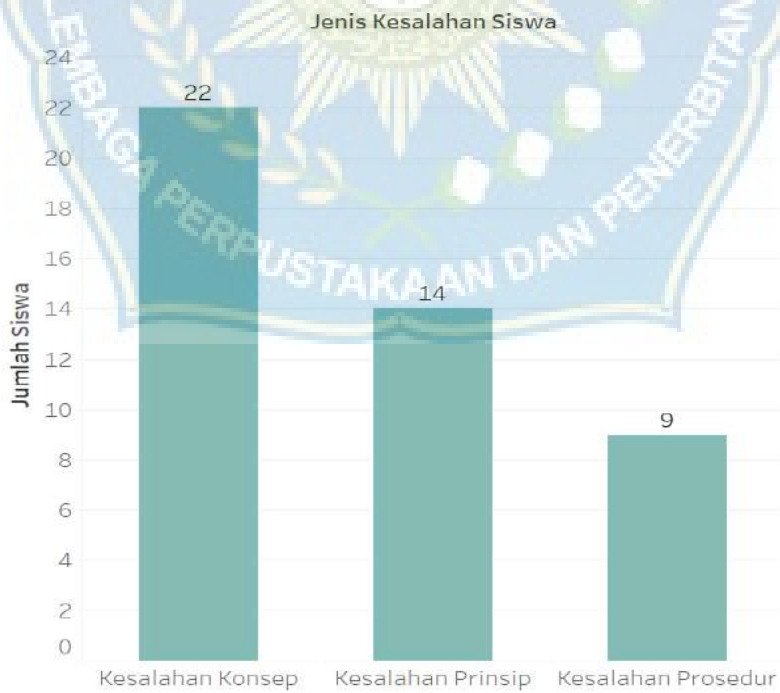 Jenis Kesalahan Siswa
24
22
20
18
16
14
12
10
8
6
4
2
0
Jumlah Siswa
22
14
9
Kesalahan Konsep
Kesalahan Prinsip
Kesalahan Prosedur
LEMBAGA PERPUSTAKAAN DAN PENERBITAN